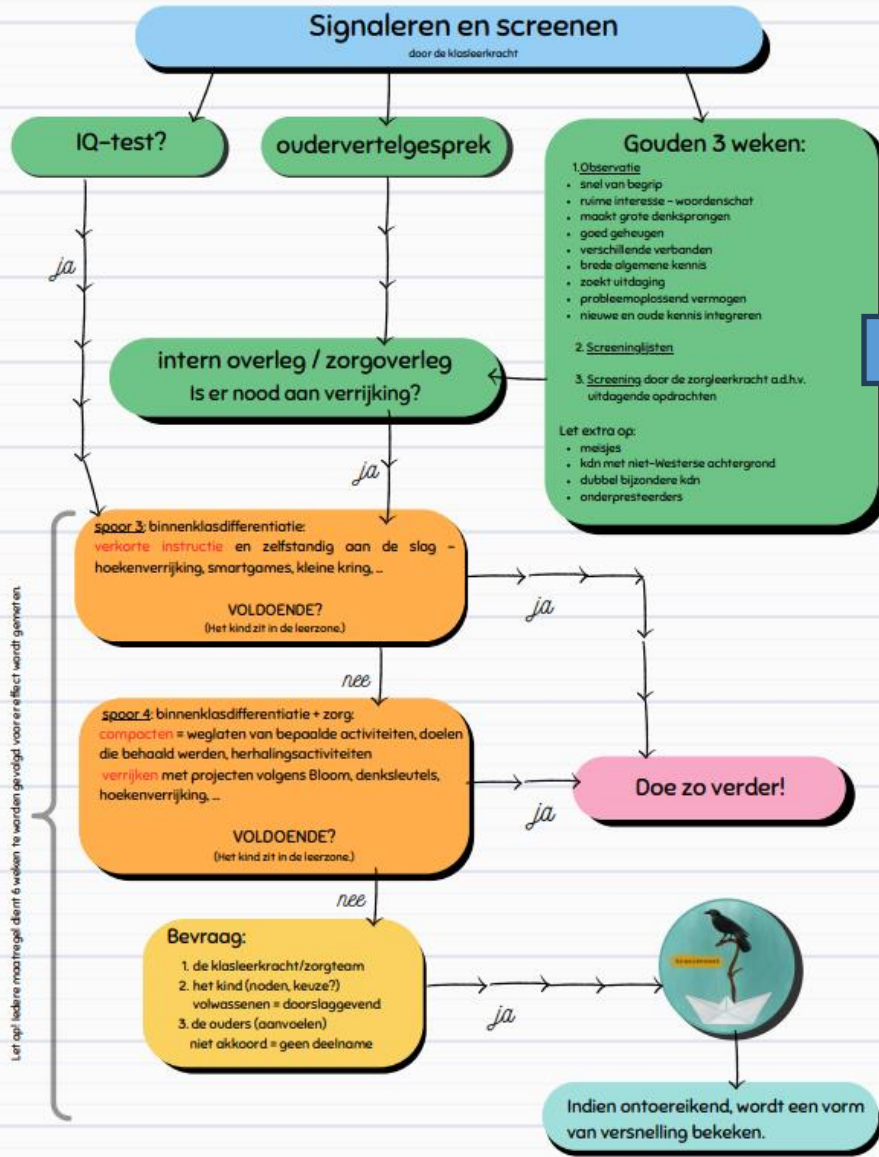 Signaleren en screenen
door de klasleerkracht
IQ-test?
oudervertelgesprek
Gouden 3 weken:
1.Observatie
• snel van begrip
• ruime interesse - woordenschat
• maakt grote denksprongen
• goed geheugen
• verschillende verbanden
• brede algemene kennis
• zoekt uitdaging
• probleemoplossend vermogen
• nieuwe en oude kennis integreren
2. Screeninglijsten
3. Screening door de zorgleerkracht a.d.h.v.
uitdagende opdrachten
Let extra op:
• meisjes
• kdn met niet-Westerse achtergrond
• dubbel bijzondere kdn
• onderpresteerders
ja
intern overleg / zorgoverleg
Is er nood aan verrijking?
ja
spoor 3: binnenklasdifferentiatie:
verkorte instructie en zelfstandig aan de slag -
hoekenverrijking, smartgames, kleine kring, ...
VOLDOENDE?
(Het kind zit in de leerzone.)
ja
nee
spoor 4: binnenklasdifferentiatie + zorg:
compacten = weglaten van bepaalde activiteiten, doelen
die behaald werden, herhalingsactiviteiten
verrijken met projecten volgens Bloom, denksleutels,
hoekenverrijking, ...
VOLDOENDE?
(Het kind zit in de leerzone.)
ja
Doe zo verder!
nee
Bevraag:
1. de klasleerkracht/zorgteam
2. het kind (noden, keuze?)
volwassenen = doorslaggevend
3. de ouders (aanvoelen)
niet akkoord = geen deelname
ja
Indien ontoereikend, wordt een vorm
van versnelling bekeken.
Let op! Iedere maatregel dient 6 weken te worden gevolgd voor er effect wordt gemeten.